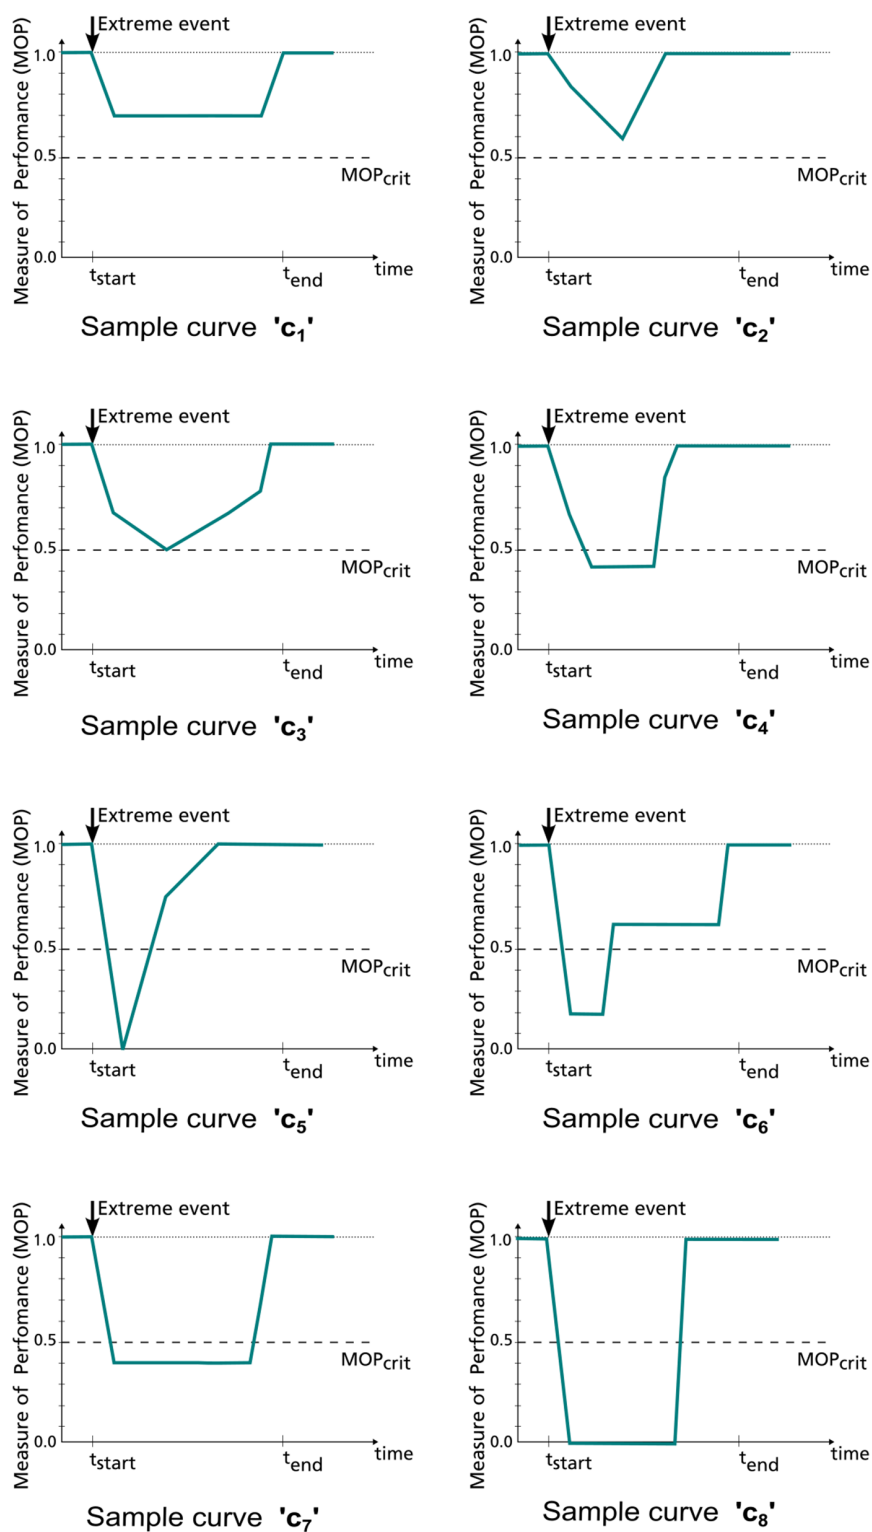 Extreme event
Measure of Perfomance (MOP)
1.0
0.5
MOPcrit
0.0
tstart
tend
time
Sample curve 'c1'
Extreme event
Measure of Perfomance (MOP)
1.0
0.5
MOPcrit
0.0
tstart
tend
time
Sample curve 'c2'
Extreme event
Measure of Perfomance (MOP)
1.0
0.5
MOPcrit
0.0
tstart
tend
time
Sample curve 'c3'
Extreme event
Measure of Perfomance (MOP)
1.0
0.5
MOPcrit
0.0
tstart
tend
time
Sample curve 'c4'
Extreme event
Measure of Perfomance (MOP)
1.0
0.5
MOPcrit
0.0
tstart
tend
time
Sample curve 'c5'
Extreme event
Measure of Perfomance (MOP)
1.0
0.5
MOPcrit
0.0
tstart
tend
time
Sample curve 'c6'
Extreme event
Measure of Perfomance (MOP)
1.0
0.5
MOPcrit
0.0
tstart
tend
time
Sample curve 'c7'
Extreme event
Measure of Perfomance (MOP)
1.0
0.5
MOPcrit
0.0
tstart
tend
time
Sample curve 'c8'